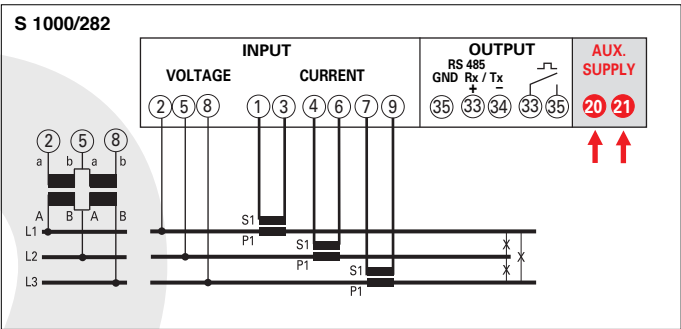 S 1000/282
INPUT
OUTPUT
AUX.
SUPPLY
VOLTAGE
CURRENT
RS 485
GND Rx / Tx
+ −
2 5 8
1 3 4 6 7 9
35 33 34 33 35
20 21
2 5 8
a b a b
A B A B
L1
L2
L3
S1
P1
S1
P1
S1
P1
X
X
X